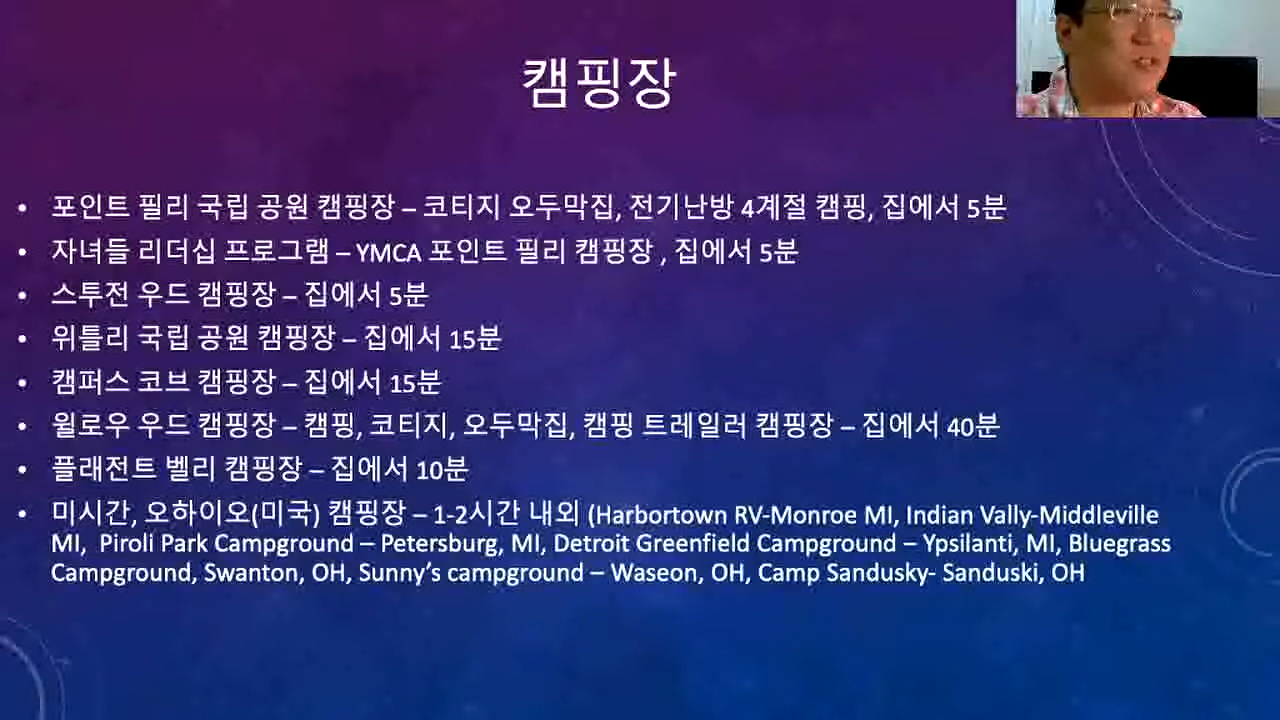 캠핑장
• 포인트 필리 국립 공원 캠핑장 – 코티지 오두막집, 전기난방 4계절 캠핑, 집에서 5분
• 자녀들 리더십 프로그램 – YMCA 포인트 필리 캠핑장 , 집에서 5분
• 스투전 우드 캠핑장 – 집에서 5분
• 위틀리 국립 공원 캠핑장 – 집에서 15분
• 캠퍼스 코브 캠핑장 – 집에서 15분
• 윌로우 우드 캠핑장 – 캠핑, 코티지, 오두막집, 캠핑 트레일러 캠핑장 – 집에서 40분
• 플래전트 벨리 캠핑장 – 집에서 10분
• 미시간, 오하이오(미국) 캠핑장 – 1-2시간 내외 (Harbortown RV-Monroe MI, Indian Vally-Middleville
MI, Piroli Park Campground – Petersburg, MI, Detroit Greenfield Campground – Ypsilanti, MI, Bluegrass
Campground, Swanton, OH, Sunny’s campground – Waseon, OH, Camp Sandusky- Sanduski, OH